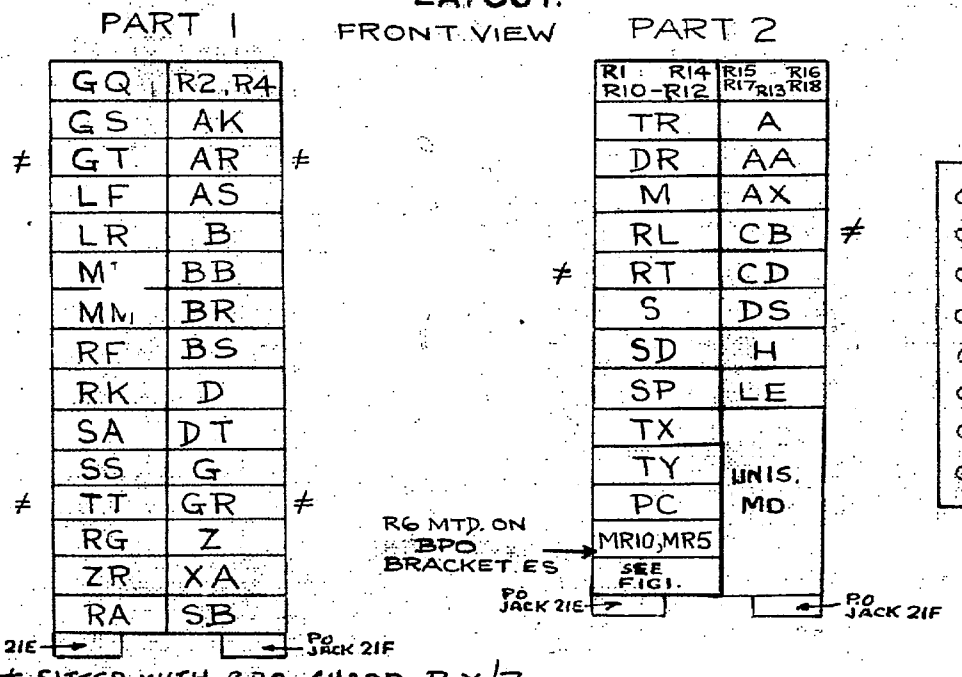 LAYOUT.
PART 1
FRONT VIEW
PART 2
GQ R2,R4
GS AK
≠ GT AR ≠
LF AS
LR B
M' BB
MM BR
RF BS
RK D
SA DT
SS G
≠ TT GR ≠
RG Z
ZR XA
RA SB
21E
P.O JACK 21F
R1 R14 R15 R16
R10-R12 R17 R13 R18
TR A
DR AA
M AX
RL CB ≠
≠ RT CD
S DS
SD H
SP LE
TX
TY
PC
MR10,MR5
SEE
FIG1.
UNIS.
MD
R6 MTD. ON
BPO
BRACKET ES
PO
JACK 21E
P.O
JACK 21F
≠ FITTED WITH BPO